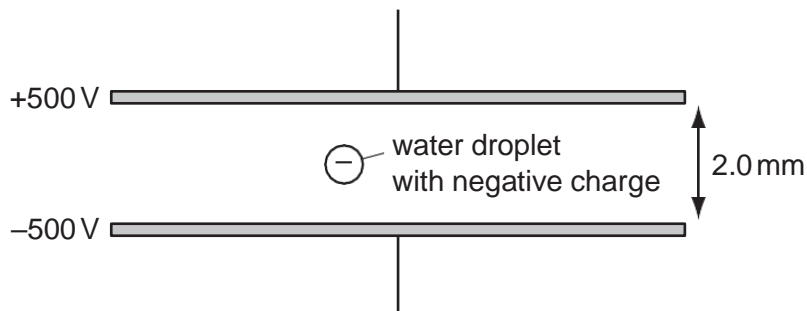 +500 V
–
water droplet
with negative charge
2.0 mm
–500 V